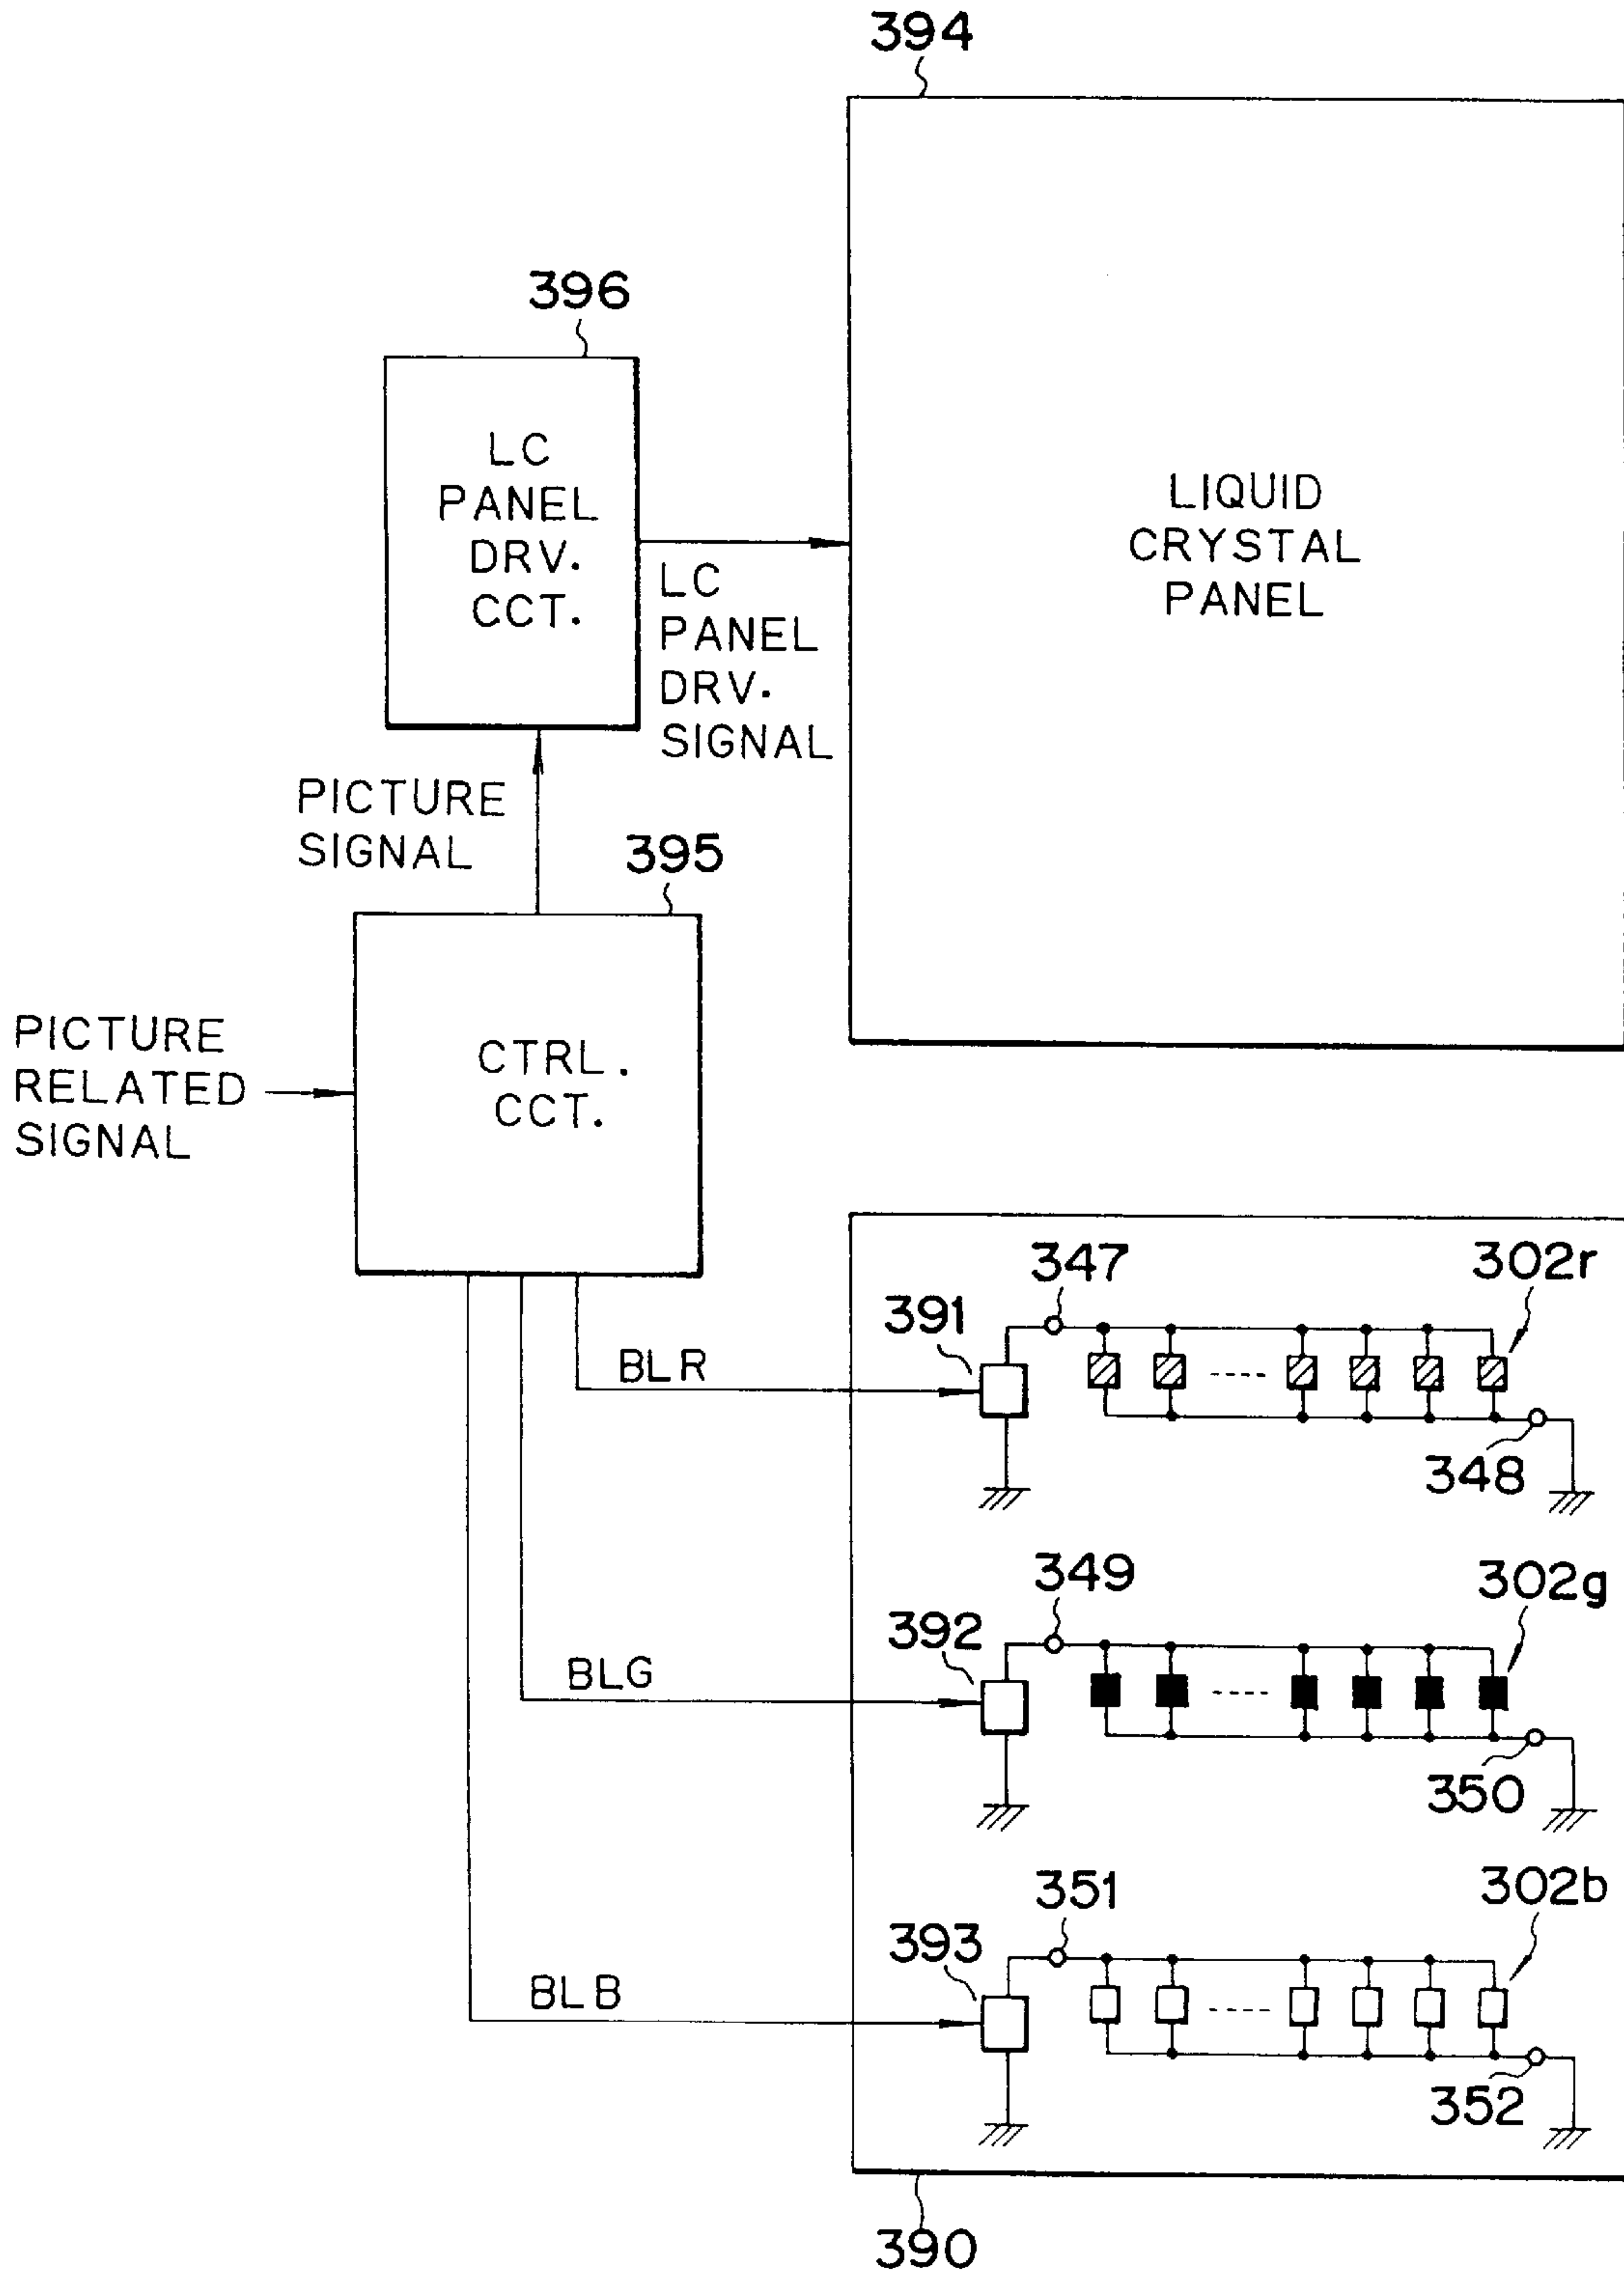 394
396
LC
PANEL
DRV.
CCT.
LC
PANEL
DRV.
SIGNAL
LIQUID
CRYSTAL
PANEL
PICTURE
SIGNAL
395
PICTURE
RELATED
SIGNAL
CTRL.
CCT.
347
302r
391
BLR
348
349
302g
392
BLG
350
351
302b
393
BLB
352
390